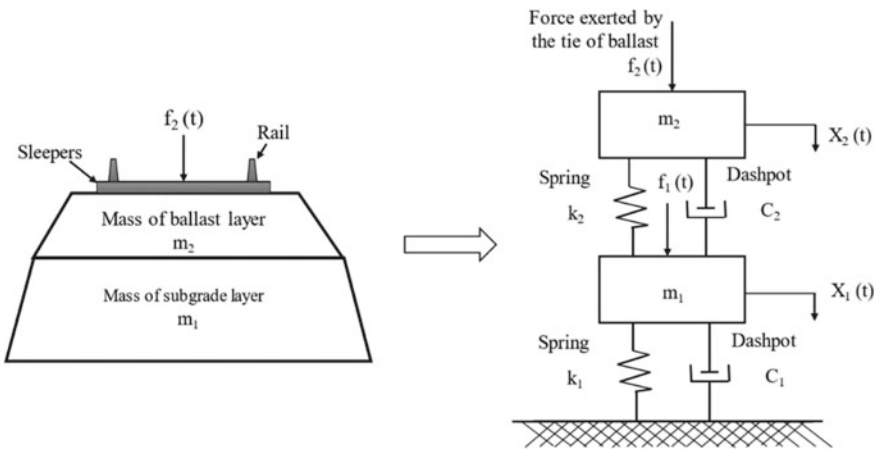 f₂ (t)
Rail
Sleepers
Mass of ballast layer
m₂
Mass of subgrade layer
m₁
Force exerted by
the tie of ballast
f₂(t)
m₂
X₂ (t)
Spring
k₂
f₁(t)
Dashpot
C₂
m₁
X₁ (t)
Spring
k₁
Dashpot
C₁